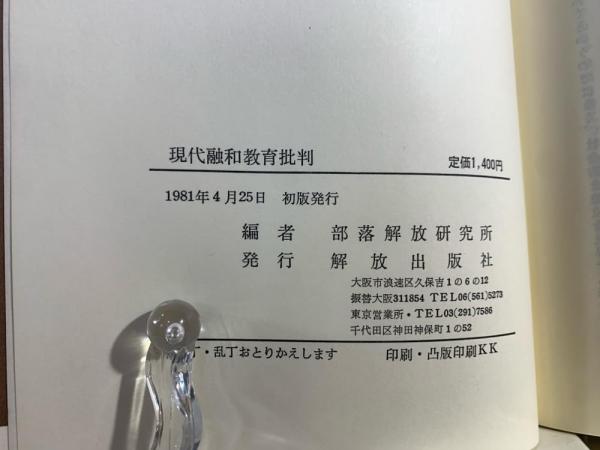 現代融和教育批判 定価1,400円
1981年4月25日 初版発行
編者 部落解放研究所
発行 解放出版社
大阪市浪速区久保吉1の6の12
振替大阪311854 TEL06(561)5273
東京営業所・TEL03(291)7586
千代田区神田神保町1の52
丁・乱丁おとりかえします 印刷・凸版印刷KK